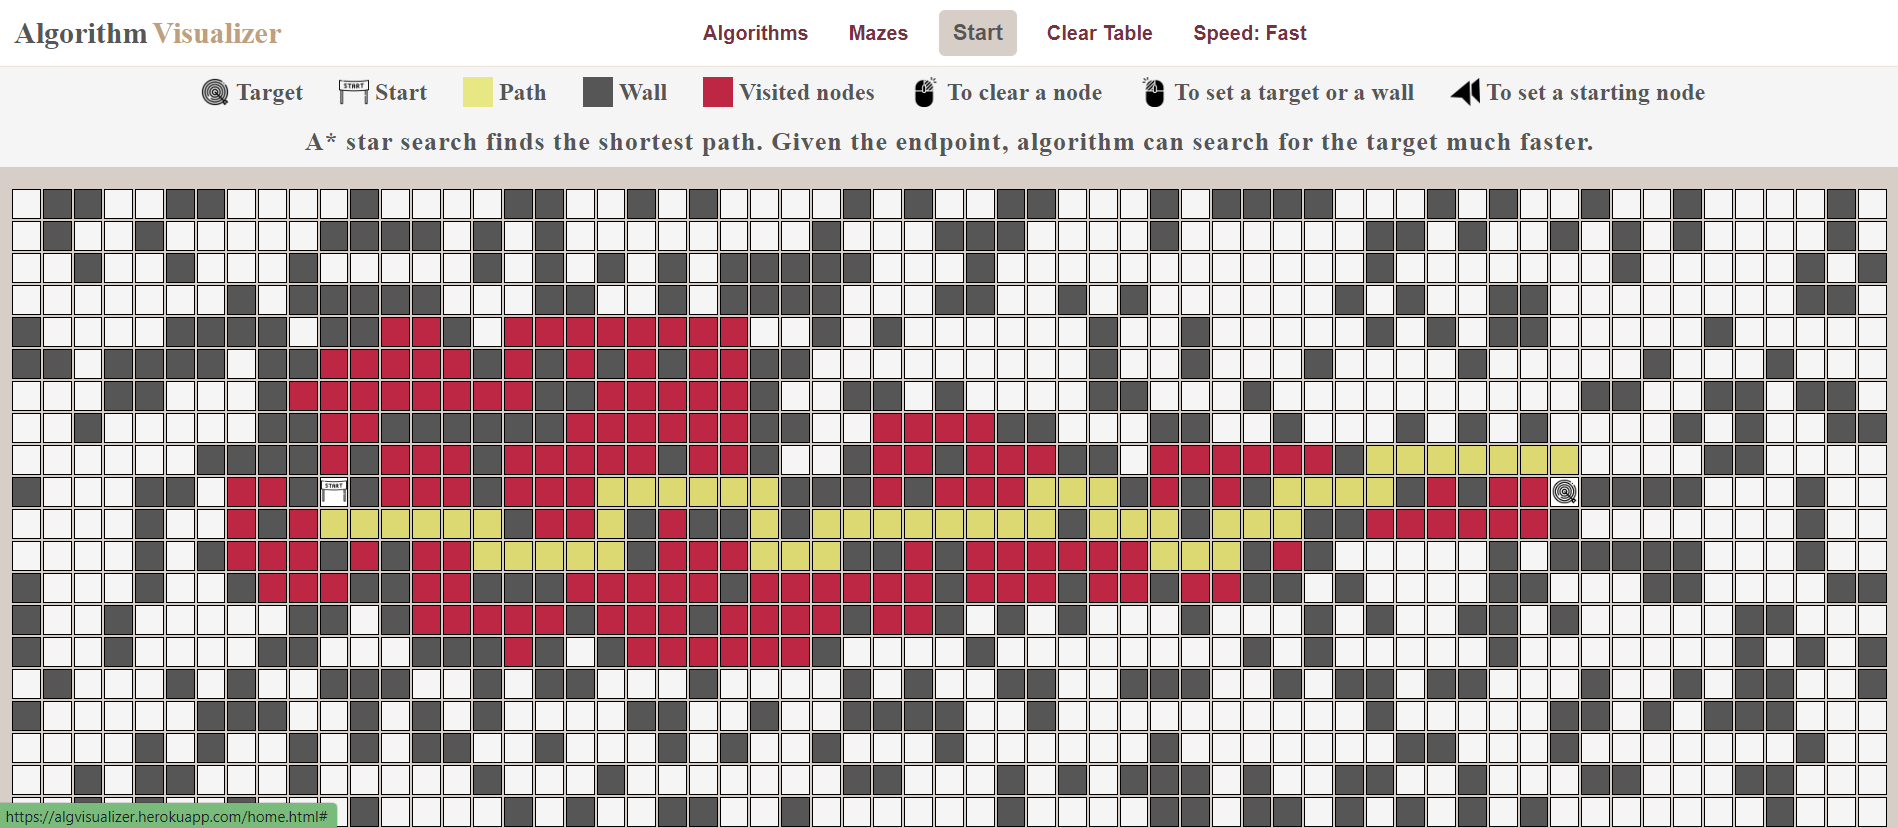 Algorithm Visualizer
Algorithms Mazes Start Clear Table Speed: Fast
Target START Start Path Wall Visited nodes To clear a node To set a target or a wall To set a starting node
A* star search finds the shortest path. Given the endpoint, algorithm can search for the target much faster.
START
https://algvisualizer.herokuapp.com/home.html#